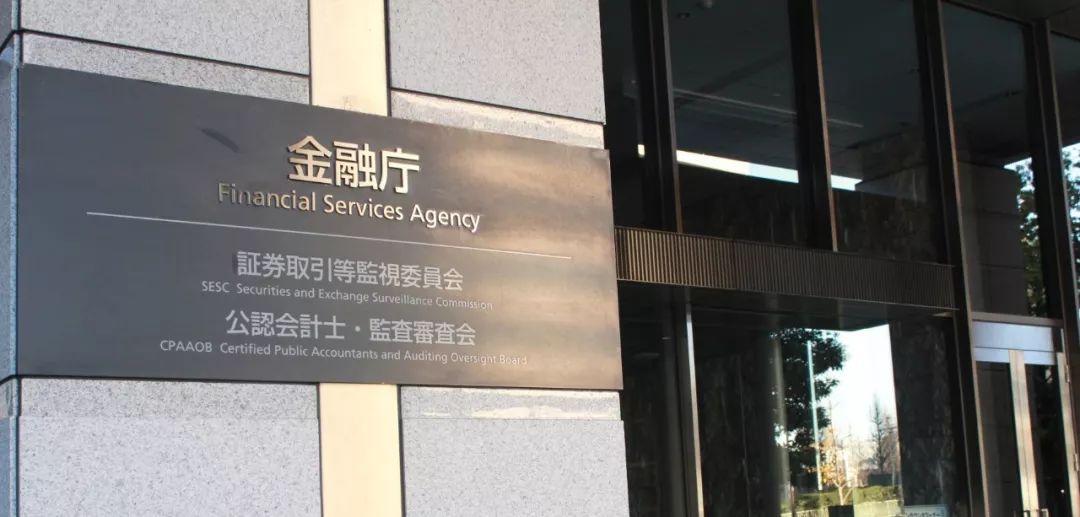 金融庁
Financial Services Agency
証券取引等監視委員会
SESC Securities and Exchange Surveillance Commission
公認会計士・監査審査会
CPAAOB Certified Public Accountants and Auditing Oversight Board